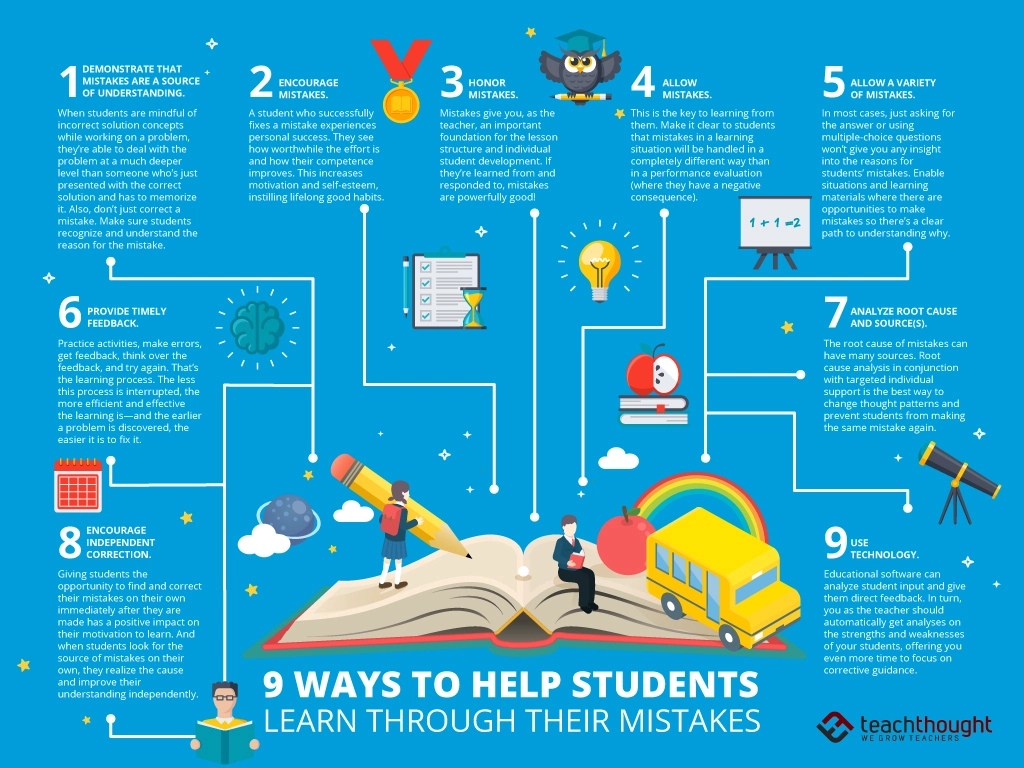 1 DEMONSTRATE THAT
MISTAKES ARE A SOURCE
OF UNDERSTANDING.
When students are mindful of
incorrect solution concepts
while working on a problem,
they're able to deal with the
problem at a much deeper
level than someone who's just
presented with the correct
solution and has to memorize
it. Also, don't just correct a
mistake. Make sure students
recognize and understand the
reason for the mistake.
2 ENCOURAGE
MISTAKES.
A student who successfully
fixes a mistake experiences
personal success. They see
how worthwhile the effort is
and how their competence
improves. This increases
motivation and self-esteem,
instilling lifelong good habits.
3 HONOR
MISTAKES.
Mistakes give you, as the
teacher, an important
foundation for the lesson
structure and individual
student development. If
they're learned from and
responded to, mistakes
are powerfully good!
4 ALLOW
MISTAKES.
This is the key to learning from
them. Make it clear to students
that mistakes in a learning
situation will be handled in a
completely different way than
in a performance evaluation
(where they have a negative
consequence).
5 ALLOW A VARIETY
OF MISTAKES.
In most cases, just asking for
the answer or using
multiple-choice questions
won't give you any insight
into the reasons for
students' mistakes. Enable
situations and learning
materials where there are
opportunities to make
mistakes so there's a clear
path to understanding why.
1 + 1 =2
6 PROVIDE TIMELY
FEEDBACK.
Practice activities, make errors,
get feedback, think over the
feedback, and try again. That's
the learning process. The less
this process is interrupted, the
more efficient and effective
the learning is—and the earlier
a problem is discovered, the
easier it is to fix it.
7 ANALYZE ROOT CAUSE
AND SOURCE(S).
The root cause of mistakes can
have many sources. Root
cause analysis in conjunction
with targeted individual
support is the best way to
change thought patterns and
prevent students from making
the same mistake again.
8 ENCOURAGE
INDEPENDENT
CORRECTION.
Giving students the
opportunity to find and correct
their mistakes on their own
immediately after they are
made has a positive impact on
their motivation to learn. And
when students look for the
source of mistakes on their
own, they realize the cause
and improve their
understanding independently.
9 USE
TECHNOLOGY.
Educational software can
analyze student input and give
them direct feedback. In turn,
you as the teacher should
automatically get analyses on
the strengths and weaknesses
of your students, offering you
even more time to focus on
corrective guidance.
9 WAYS TO HELP STUDENTS
LEARN THROUGH THEIR MISTAKES
teachthought
WE GROW TEACHERS